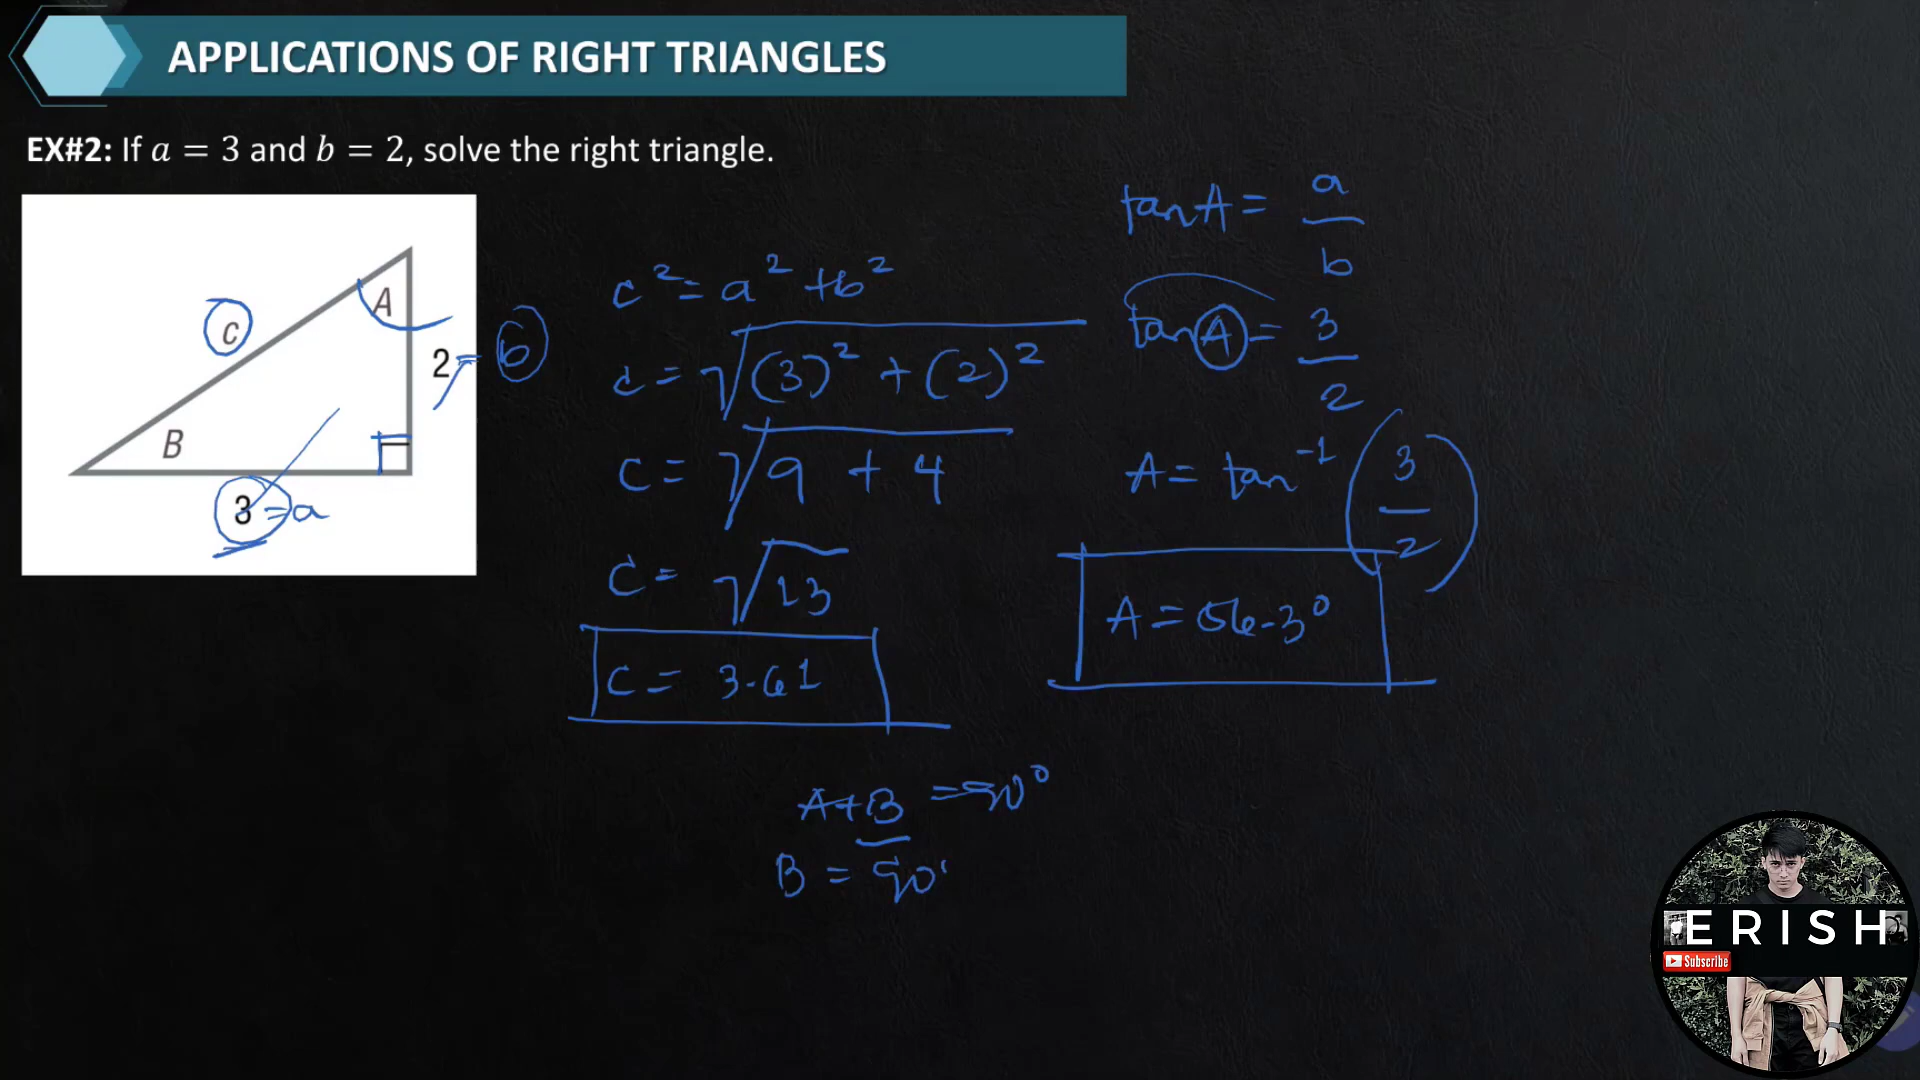 APPLICATIONS OF RIGHT TRIANGLES
EX#2: If a = 3 and b = 2, solve the right triangle.
A
c
2 = b
B
3 = a
c² = a² + b²
c = √(3)² + (2)²
c = √9 + 4
c = √13
c = 3.61
tan A = a/b
tan A = 3/2
A = tan⁻¹ (3/2)
A = 56.3°
A + B = 90°
B = 90°
ERISH
Subscribe